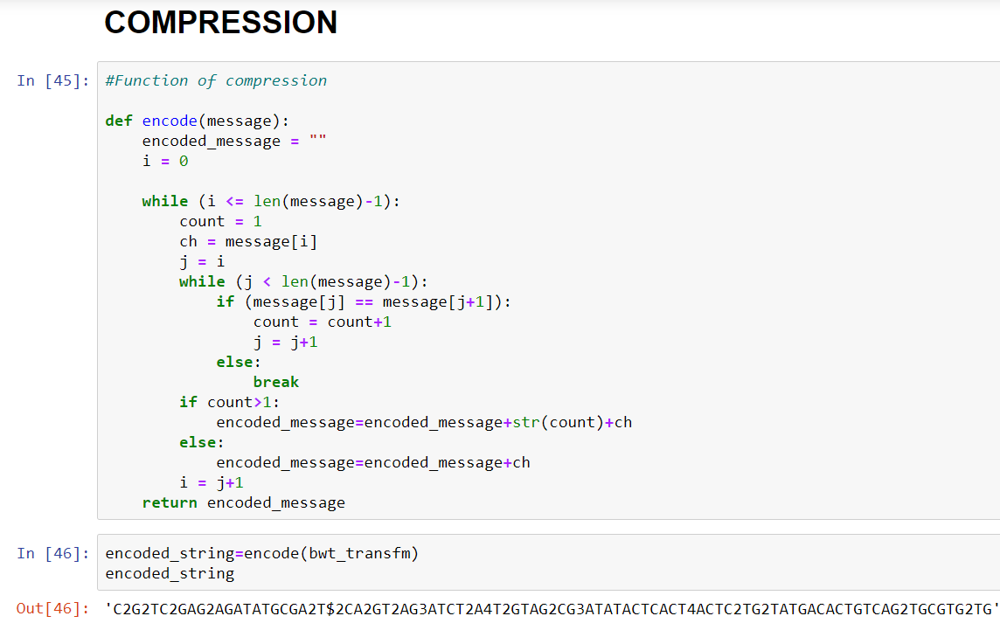 COMPRESSION
In [45]: #Function of compression
def encode(message):
    encoded_message = ""
    i = 0
    while (i <= len(message)-1):
        count = 1
        ch = message[i]
        j = i
        while (j < len(message)-1):
            if (message[j] == message[j+1]):
                count = count+1
                j = j+1
            else:
                break
        if count>1:
            encoded_message=encoded_message+str(count)+ch
        else:
            encoded_message=encoded_message+ch
        i = j+1
    return encoded_message
In [46]: encoded_string=encode(bwt_transfm)
encoded_string
Out[46]: 'C2G2TC2GAG2AGATATGCGA2T$2CA2GT2AG3ATCT2A4T2GTAG2CG3ATATACTCACT4ACTC2TG2TATGACACTGTCAG2TGCGTG2TG'